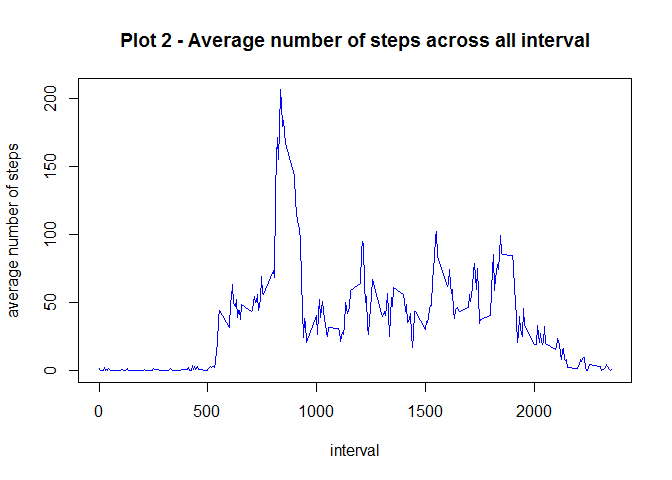 Plot 2 - Average number of steps across all interval
average number of steps
200
150
100
50
0
0 500 1000 1500 2000
interval